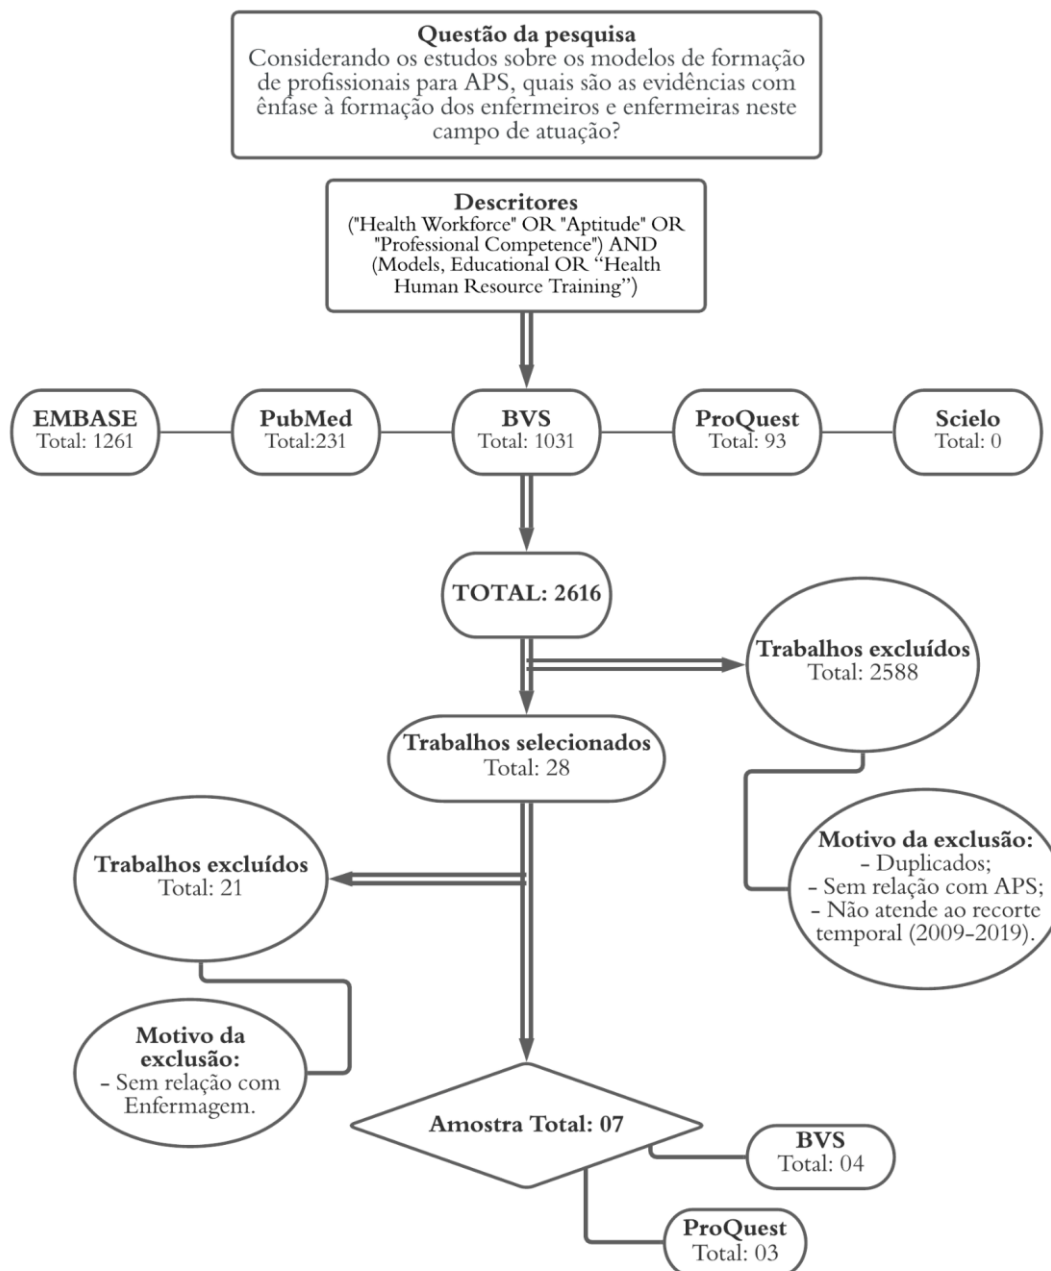 Questão da pesquisa
Considerando os estudos sobre os modelos de formação
de profissionais para APS, quais são as evidências com
ênfase à formação dos enfermeiros e enfermeiras neste
campo de atuação?
Descritores
("Health Workforce" OR "Aptitude" OR
"Professional Competence") AND
(Models, Educational OR “Health
Human Resource Training”)
EMBASE
Total: 1261
PubMed
Total:231
BVS
Total: 1031
ProQuest
Total: 93
Scielo
Total: 0
TOTAL: 2616
Trabalhos excluídos
Total: 2588
Trabalhos selecionados
Total: 28
Motivo da exclusão:
- Duplicados;
- Sem relação com APS;
- Não atende ao recorte
temporal (2009-2019).
Trabalhos excluídos
Total: 21
Motivo da
exclusão:
- Sem relação com
Enfermagem.
Amostra Total: 07
BVS
Total: 04
ProQuest
Total: 03